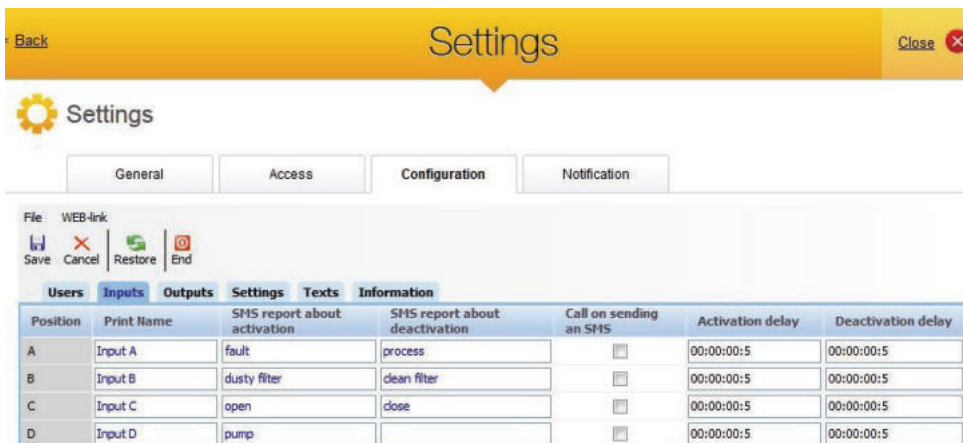 Back Settings Close
Settings
General Access Configuration Notification
File WEB-link
Save Cancel Restore End
Users Inputs Outputs Settings Texts Information
Position Print Name SMS report about activation SMS report about deactivation Call on sending an SMS Activation delay Deactivation delay
A Input A fault process 00:00:00:5 00:00:00:5
B Input B dusty filter clean filter 00:00:00:5 00:00:00:5
C Input C open close 00:00:00:5 00:00:00:5
D Input D pump 00:00:00:5 00:00:00:5